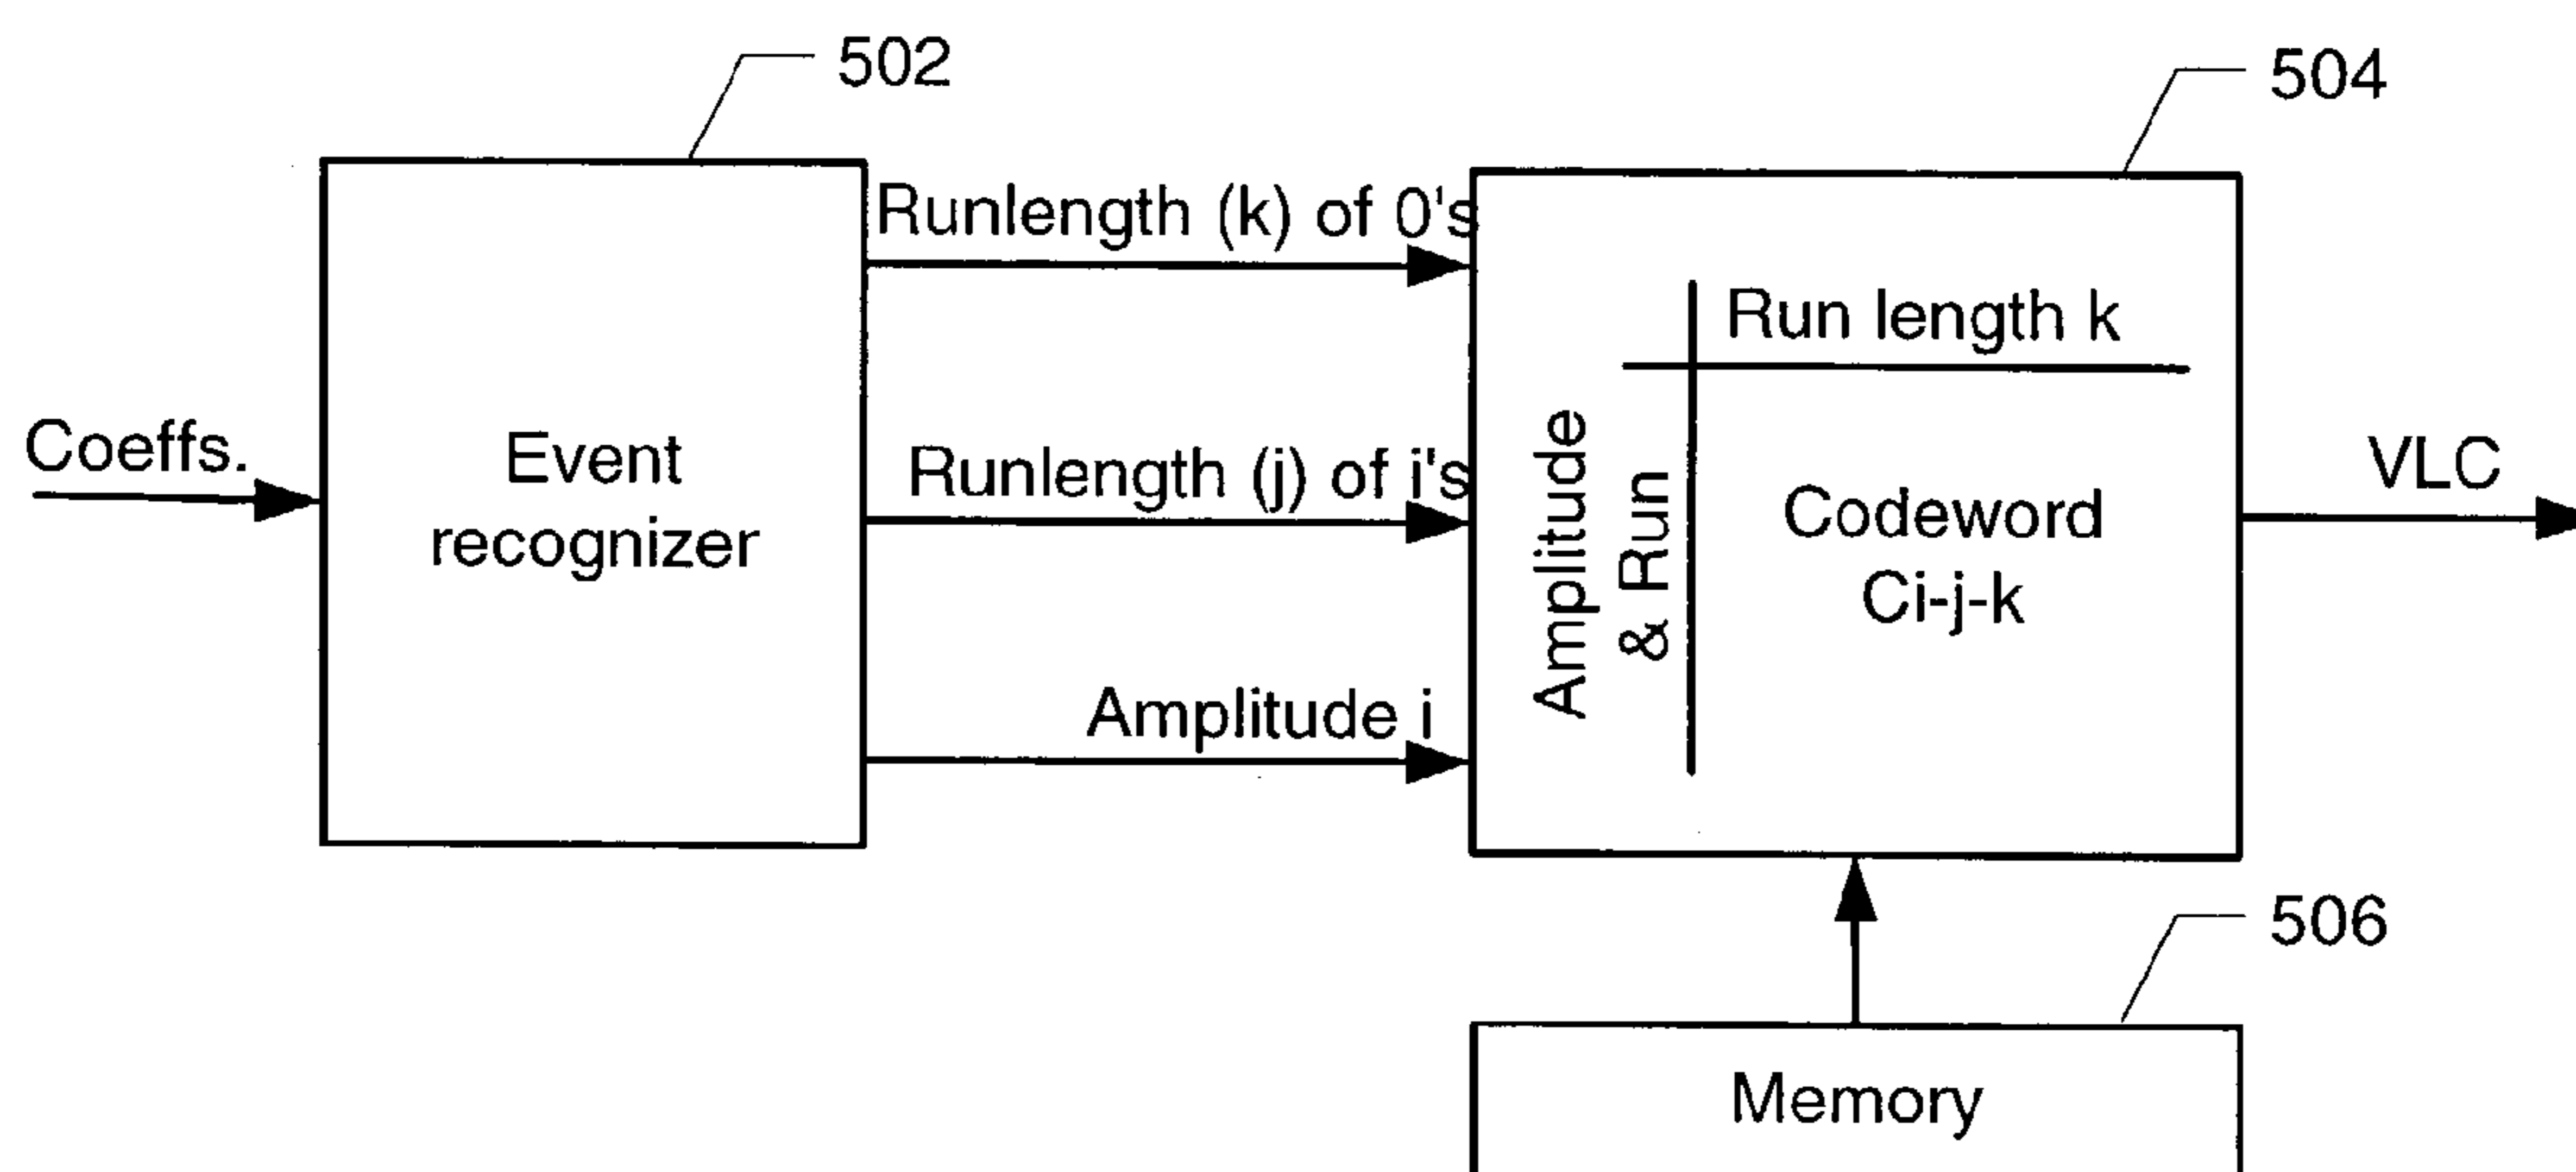 502
504
Runlength (k) of 0's
Run length k
Coeffs.
Event
recognizer
Runlength (j) of i's
Amplitude
& Run
Codeword
Ci-j-k
VLC
Amplitude i
506
Memory